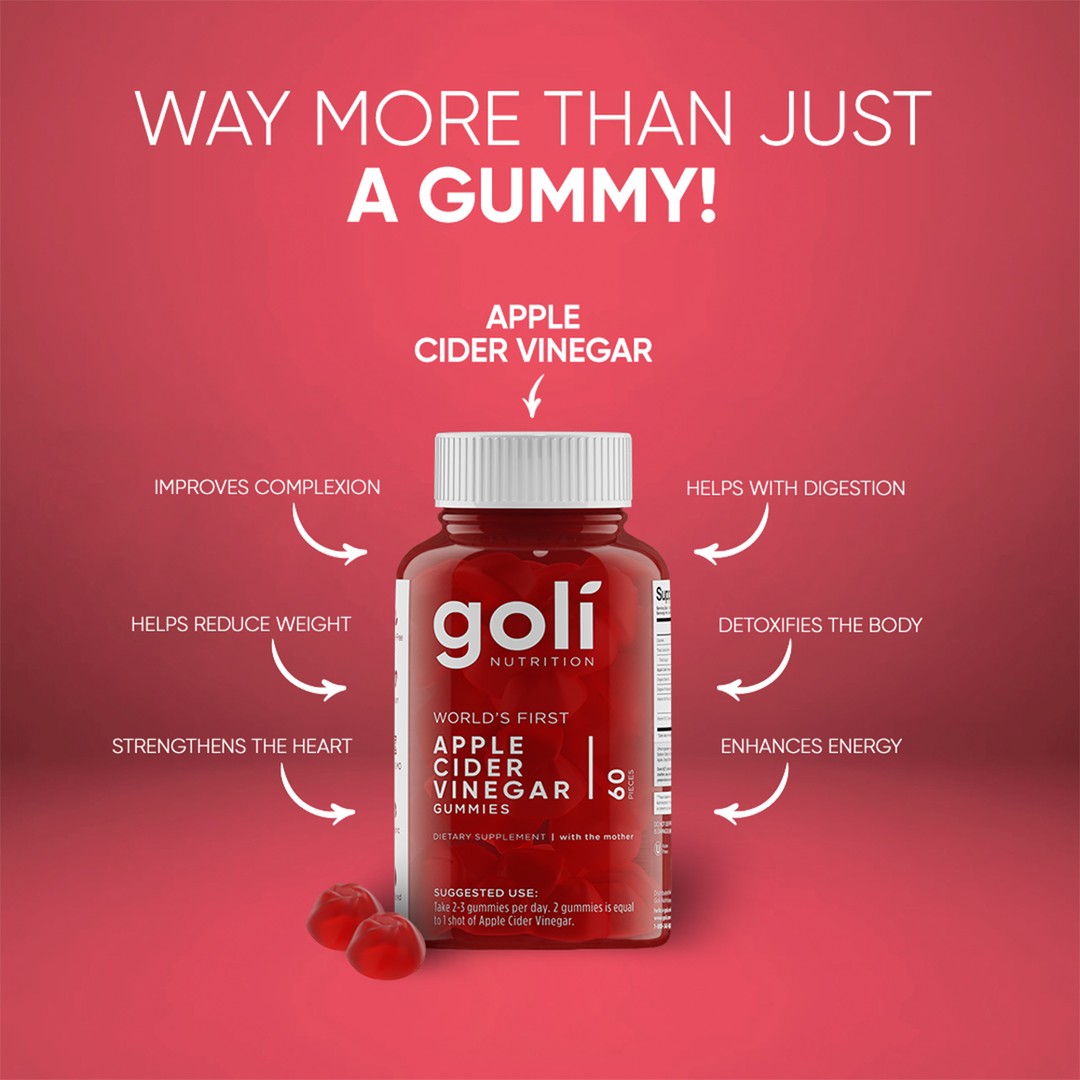 WAY MORE THAN JUST
A GUMMY!
APPLE
CIDER VINEGAR
IMPROVES COMPLEXION
HELPS WITH DIGESTION
HELPS REDUCE WEIGHT
DETOXIFIES THE BODY
STRENGTHENS THE HEART
ENHANCES ENERGY
goli
NUTRITION
WORLD'S FIRST
APPLE
CIDER
VINEGAR
GUMMIES
60
PIECES
DIETARY SUPPLEMENT | with the mother
SUGGESTED USE:
Take 2-3 gummies per day. 2 gummies is equal
to 1 shot of Apple Cider Vinegar.